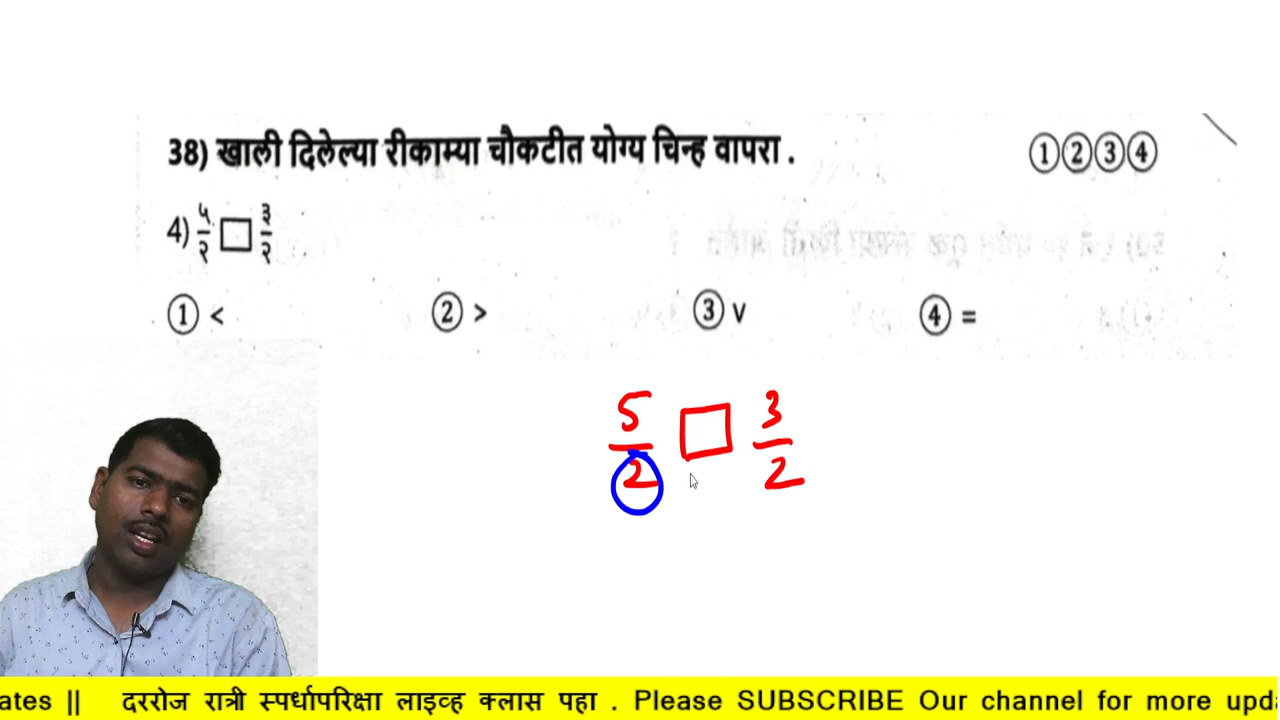 38) खाली दिलेल्या रीकाम्या चौकटीत योग्य चिन्ह वापरा . ①②③④
4) ५/२ □ ३/२
① < ② > ③ v ④ =
5/2 □ 3/2
ates || दररोज रात्री स्पर्धापरिक्षा लाइव्ह क्लास पहा . Please SUBSCRIBE Our channel for more upda